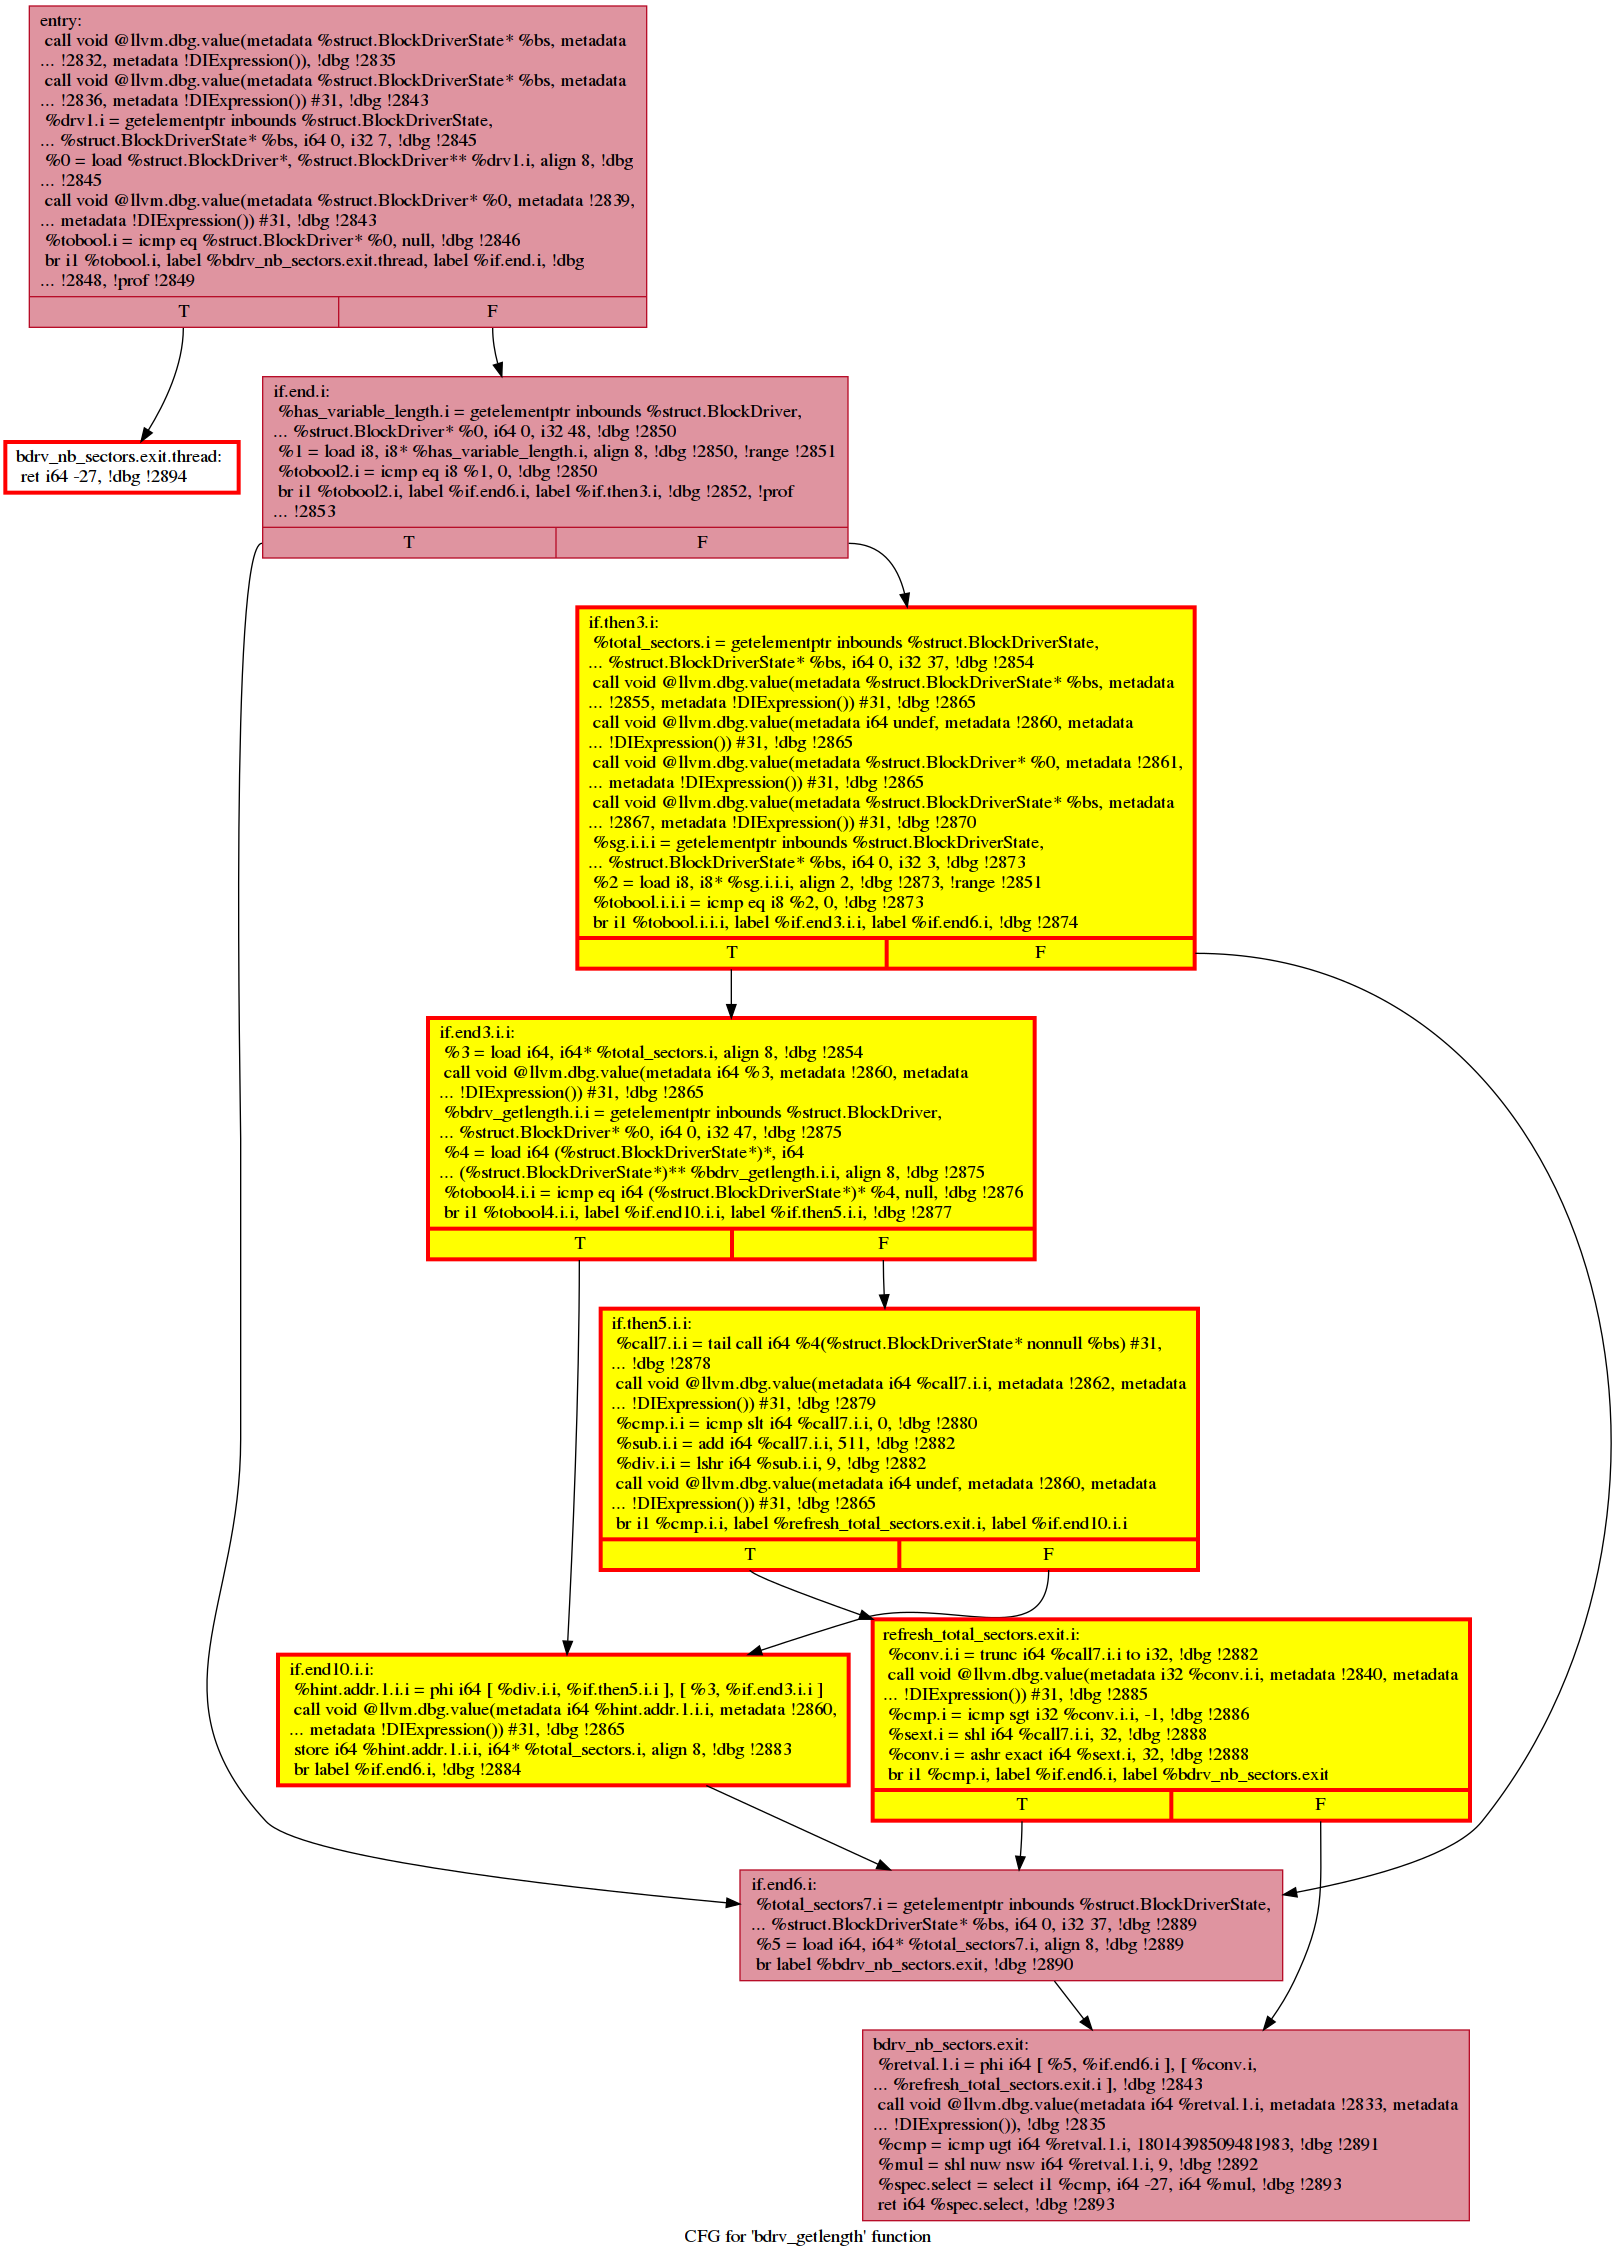 entry:
call void @llvm.dbg.value(metadata %struct.BlockDriverState* %bs, metadata
... !2832, metadata !DIExpression()), !dbg !2835
call void @llvm.dbg.value(metadata %struct.BlockDriverState* %bs, metadata
... !2836, metadata !DIExpression()) #31, !dbg !2843
%drv1.i = getelementptr inbounds %struct.BlockDriverState,
... %struct.BlockDriverState* %bs, i64 0, i32 7, !dbg !2845
%0 = load %struct.BlockDriver*, %struct.BlockDriver** %drv1.i, align 8, !dbg
... !2845
call void @llvm.dbg.value(metadata %struct.BlockDriver* %0, metadata !2839,
... metadata !DIExpression()) #31, !dbg !2843
%tobool.i = icmp eq %struct.BlockDriver* %0, null, !dbg !2846
br i1 %tobool.i, label %bdrv_nb_sectors.exit.thread, label %if.end.i, !dbg
... !2848, !prof !2849
T F
if.end.i:
%has_variable_length.i = getelementptr inbounds %struct.BlockDriver,
... %struct.BlockDriver* %0, i64 0, i32 48, !dbg !2850
%1 = load i8, i8* %has_variable_length.i, align 8, !dbg !2850, !range !2851
%tobool2.i = icmp eq i8 %1, 0, !dbg !2850
br i1 %tobool2.i, label %if.end6.i, label %if.then3.i, !dbg !2852, !prof
... !2853
T F
bdrv_nb_sectors.exit.thread:
ret i64 -27, !dbg !2894
if.then3.i:
%total_sectors.i = getelementptr inbounds %struct.BlockDriverState,
... %struct.BlockDriverState* %bs, i64 0, i32 37, !dbg !2854
call void @llvm.dbg.value(metadata %struct.BlockDriverState* %bs, metadata
... !2855, metadata !DIExpression()) #31, !dbg !2865
call void @llvm.dbg.value(metadata i64 undef, metadata !2860, metadata
... !DIExpression()) #31, !dbg !2865
call void @llvm.dbg.value(metadata %struct.BlockDriver* %0, metadata !2861,
... metadata !DIExpression()) #31, !dbg !2865
call void @llvm.dbg.value(metadata %struct.BlockDriverState* %bs, metadata
... !2867, metadata !DIExpression()) #31, !dbg !2870
%sg.i.i.i = getelementptr inbounds %struct.BlockDriverState,
... %struct.BlockDriverState* %bs, i64 0, i32 3, !dbg !2873
%2 = load i8, i8* %sg.i.i.i, align 2, !dbg !2873, !range !2851
%tobool.i.i.i = icmp eq i8 %2, 0, !dbg !2873
br i1 %tobool.i.i.i, label %if.end3.i.i, label %if.end6.i, !dbg !2874
T F
if.end3.i.i:
%3 = load i64, i64* %total_sectors.i, align 8, !dbg !2854
call void @llvm.dbg.value(metadata i64 %3, metadata !2860, metadata
... !DIExpression()) #31, !dbg !2865
%bdrv_getlength.i.i = getelementptr inbounds %struct.BlockDriver,
... %struct.BlockDriver* %0, i64 0, i32 47, !dbg !2875
%4 = load i64 (%struct.BlockDriverState*)*, i64
... (%struct.BlockDriverState*)** %bdrv_getlength.i.i, align 8, !dbg !2875
%tobool4.i.i = icmp eq i64 (%struct.BlockDriverState*)* %4, null, !dbg !2876
br i1 %tobool4.i.i, label %if.end10.i.i, label %if.then5.i.i, !dbg !2877
T F
if.then5.i.i:
%call7.i.i = tail call i64 %4(%struct.BlockDriverState* nonnull %bs) #31,
... !dbg !2878
call void @llvm.dbg.value(metadata i64 %call7.i.i, metadata !2862, metadata
... !DIExpression()) #31, !dbg !2879
%cmp.i.i = icmp slt i64 %call7.i.i, 0, !dbg !2880
%sub.i.i = add i64 %call7.i.i, 511, !dbg !2882
%div.i.i = lshr i64 %sub.i.i, 9, !dbg !2882
call void @llvm.dbg.value(metadata i64 undef, metadata !2860, metadata
... !DIExpression()) #31, !dbg !2865
br i1 %cmp.i.i, label %refresh_total_sectors.exit.i, label %if.end10.i.i
T F
refresh_total_sectors.exit.i:
%conv.i.i = trunc i64 %call7.i.i to i32, !dbg !2882
call void @llvm.dbg.value(metadata i32 %conv.i.i, metadata !2840, metadata
... !DIExpression()) #31, !dbg !2885
%cmp.i = icmp sgt i32 %conv.i.i, -1, !dbg !2886
%sext.i = shl i64 %call7.i.i, 32, !dbg !2888
%conv.i = ashr exact i64 %sext.i, 32, !dbg !2888
br i1 %cmp.i, label %if.end6.i, label %bdrv_nb_sectors.exit
T F
if.end10.i.i:
%hint.addr.1.i.i = phi i64 [ %div.i.i, %if.then5.i.i ], [ %3, %if.end3.i.i ]
call void @llvm.dbg.value(metadata i64 %hint.addr.1.i.i, metadata !2860,
... metadata !DIExpression()) #31, !dbg !2865
store i64 %hint.addr.1.i.i, i64* %total_sectors.i, align 8, !dbg !2883
br label %if.end6.i, !dbg !2884
if.end6.i:
%total_sectors7.i = getelementptr inbounds %struct.BlockDriverState,
... %struct.BlockDriverState* %bs, i64 0, i32 37, !dbg !2889
%5 = load i64, i64* %total_sectors7.i, align 8, !dbg !2889
br label %bdrv_nb_sectors.exit, !dbg !2890
bdrv_nb_sectors.exit:
%retval.1.i = phi i64 [ %5, %if.end6.i ], [ %conv.i,
... %refresh_total_sectors.exit.i ], !dbg !2843
call void @llvm.dbg.value(metadata i64 %retval.1.i, metadata !2833, metadata
... !DIExpression()), !dbg !2835
%cmp = icmp ugt i64 %retval.1.i, 18014398509481983, !dbg !2891
%mul = shl nuw nsw i64 %retval.1.i, 9, !dbg !2892
%spec.select = select i1 %cmp, i64 -27, i64 %mul, !dbg !2893
ret i64 %spec.select, !dbg !2893
CFG for 'bdrv_getlength' function